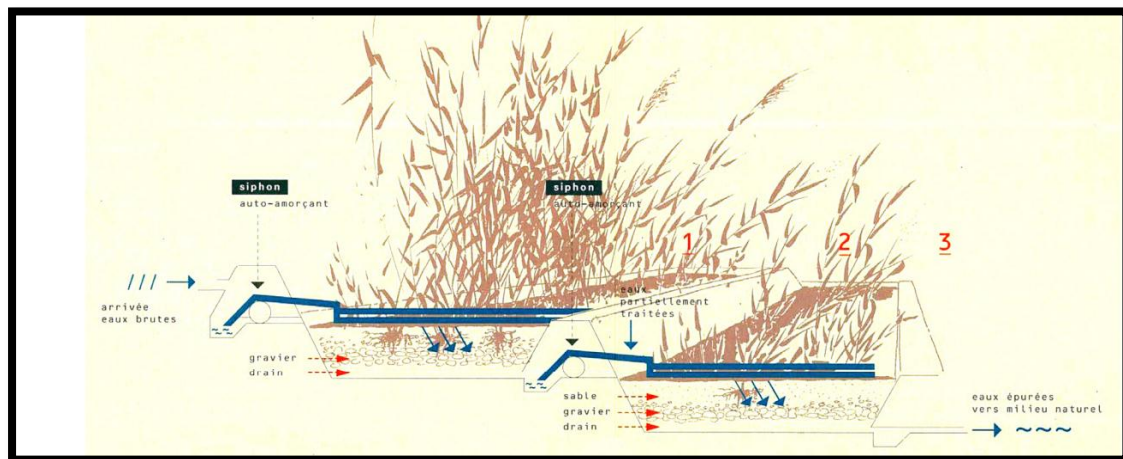 siphon
auto-amorçant
siphon
auto-amorçant
1
2
3
arrivée
eaux brutes
eaux
partiellement
traitées
gravier
drain
sable
gravier
drain
eaux épurées
vers milieu naturel